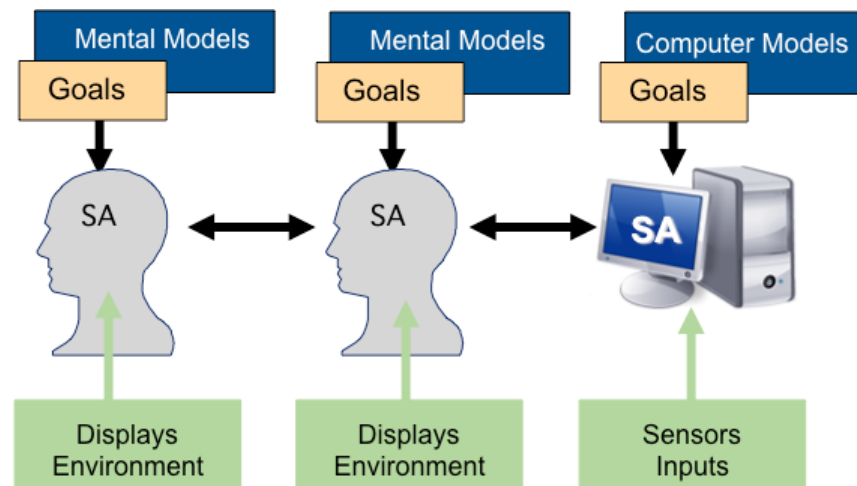 Mental Models
Mental Models
Computer Models
Goals
Goals
Goals
SA
SA
SA
Displays
Environment
Displays
Environment
Sensors
Inputs